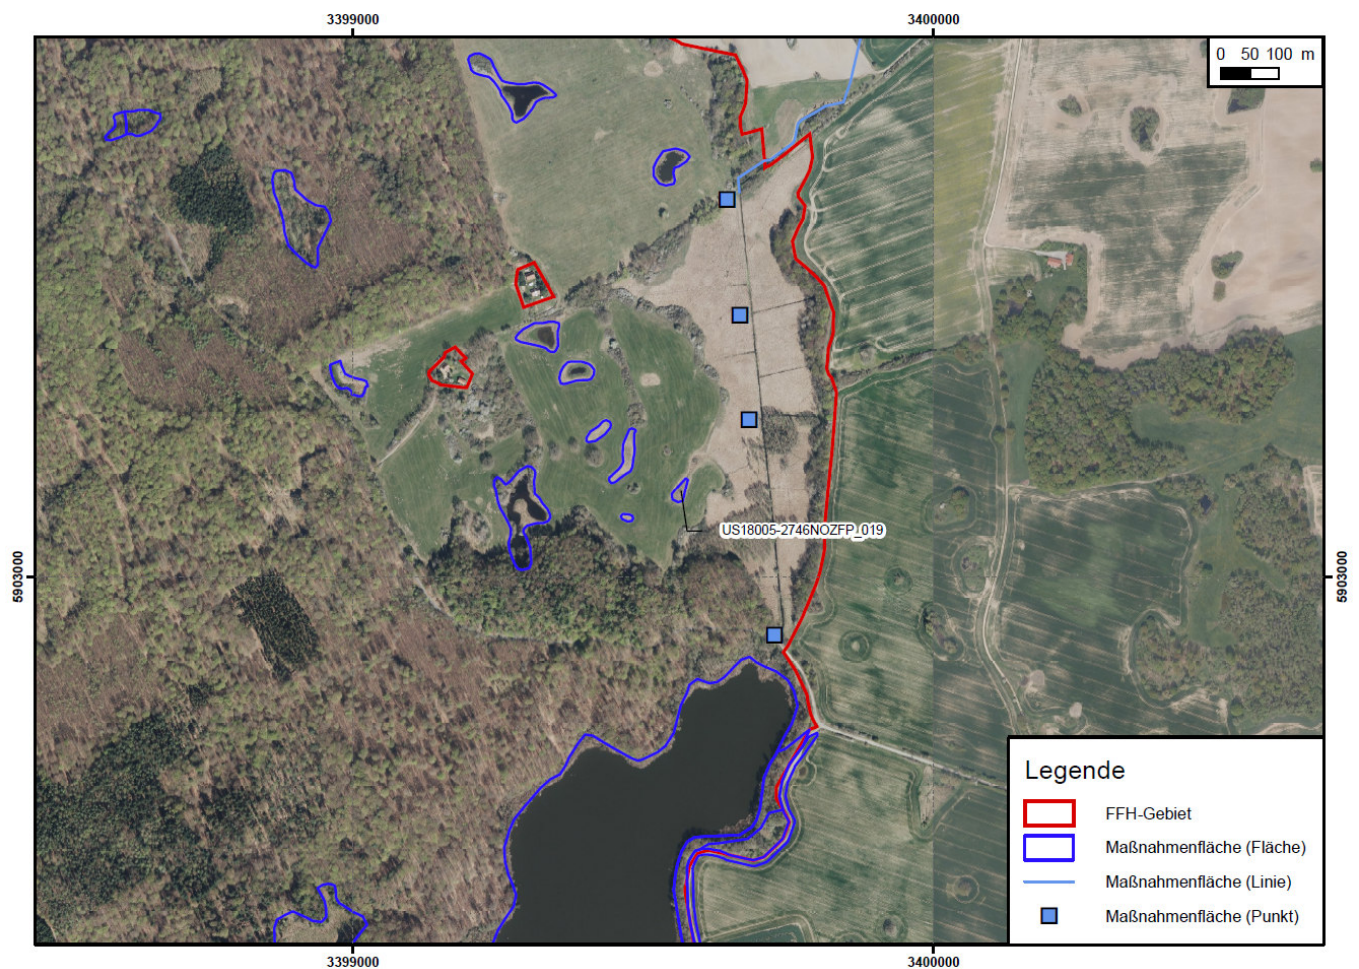 3399000
3400000
0 50 100 m
US18005-2746NOZFP_019
5903000
5903000
Legende
FFH-Gebiet
Maßnahmenfläche (Fläche)
Maßnahmenfläche (Linie)
Maßnahmenfläche (Punkt)
3399000
3400000